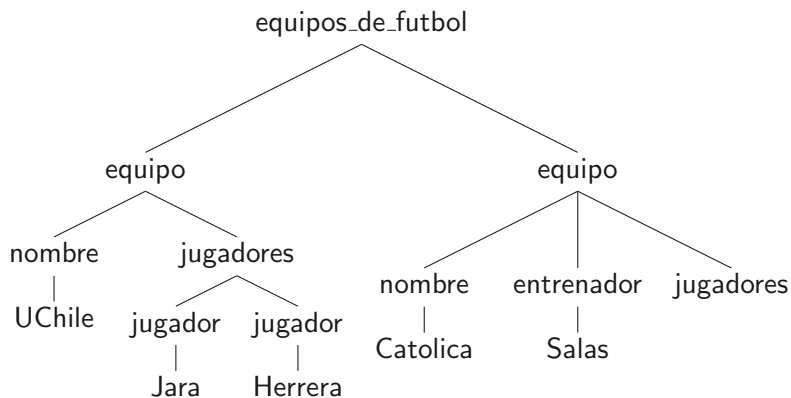 equipos_de_futbol
equipo equipo
nombre jugadores
nombre entrenador jugadores
UChile jugador jugador
Catolica Salas
Jara Herrera